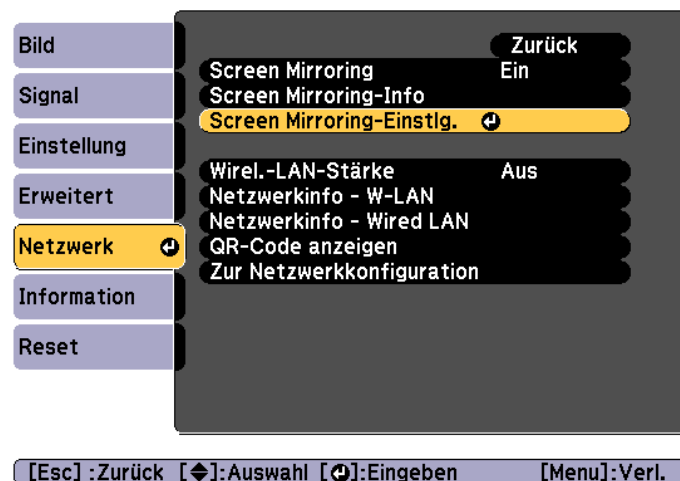 Bild
Signal
Einstellung
Erweitert
Netzwerk
Information
Reset
Zurück
Screen Mirroring Ein
Screen Mirroring-Info
Screen Mirroring-Einstlg.
Wirel.-LAN-Stärke Aus
Netzwerkinfo - W-LAN
Netzwerkinfo - Wired LAN
QR-Code anzeigen
Zur Netzwerkkonfiguration
[Esc] :Zurück [◆]:Auswahl [↵]:Eingeben [Menu]:Verl.